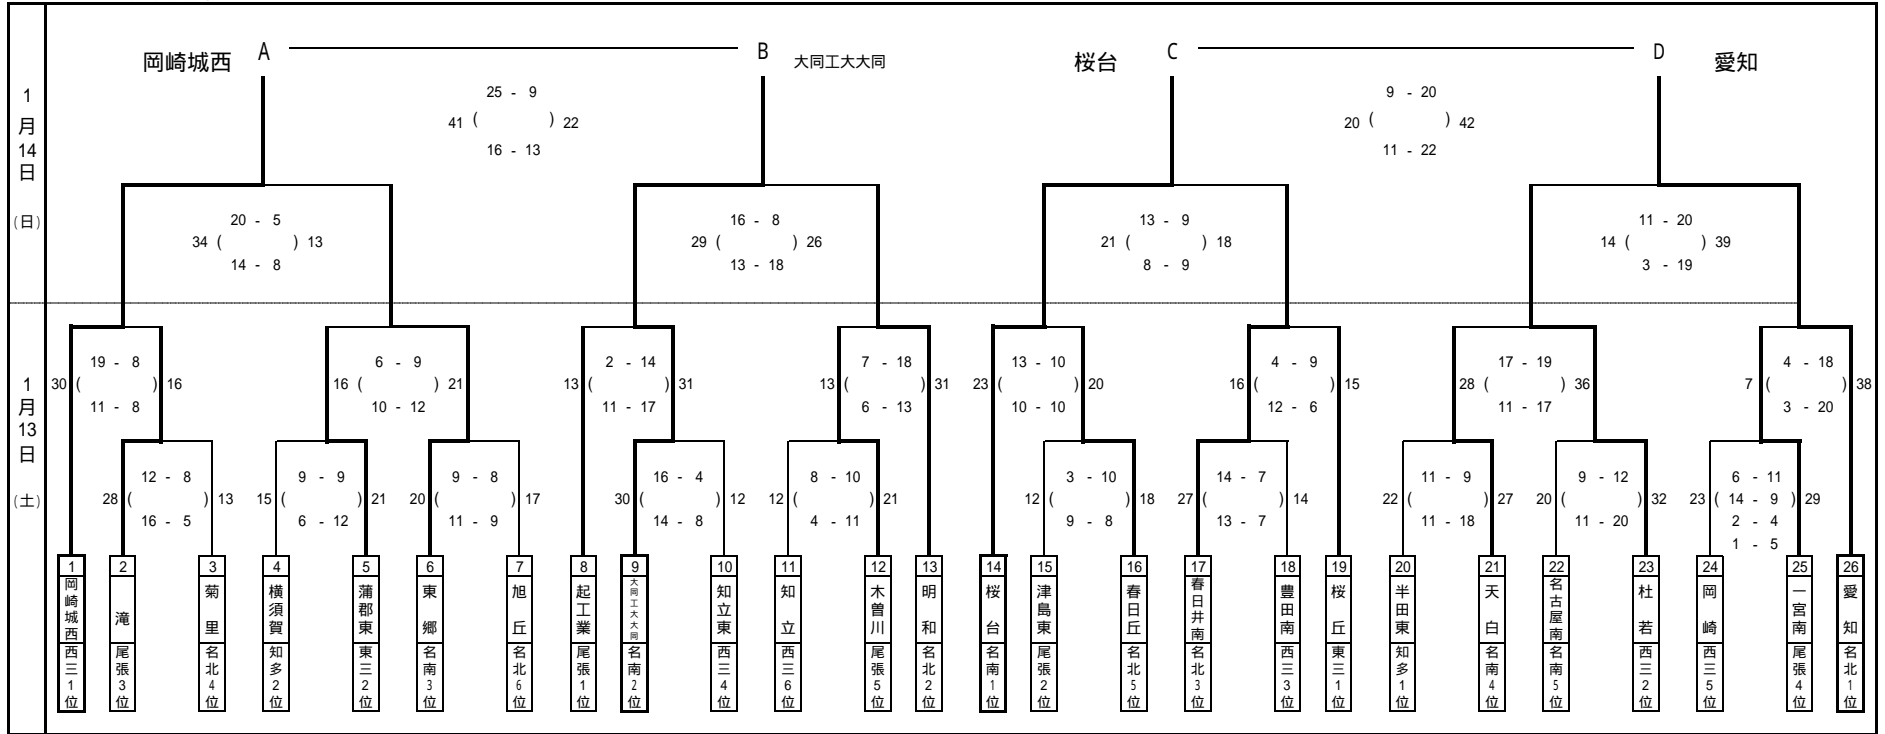 岡崎城西 A B 大同工大大同 桜台 C D 愛知
1月14日(日)
25 - 9
41 ( ) 22
16 - 13
9 - 20
20 ( ) 42
11 - 22
20 - 5
34 ( ) 13
14 - 8
16 - 8
29 ( ) 26
13 - 18
13 - 9
21 ( ) 18
8 - 9
11 - 20
14 ( ) 39
3 - 19
1月13日(土)
19 - 8
30 ( ) 16
11 - 8
6 - 9
16 ( ) 21
10 - 12
2 - 14
13 ( ) 31
11 - 17
7 - 18
13 ( ) 31
6 - 13
13 - 10
23 ( ) 20
10 - 10
4 - 9
16 ( ) 15
12 - 6
17 - 19
28 ( ) 36
11 - 17
4 - 18
7 ( ) 38
3 - 20
12 - 8
28 ( ) 13
16 - 5
9 - 9
15 ( ) 21
6 - 12
9 - 8
20 ( ) 17
11 - 9
16 - 4
30 ( ) 12
14 - 8
8 - 10
12 ( ) 21
4 - 11
3 - 10
12 ( ) 18
9 - 8
14 - 7
27 ( ) 14
13 - 7
11 - 9
22 ( ) 27
11 - 18
9 - 12
20 ( ) 32
11 - 20
6 - 11
23 ( 14 - 9 ) 29
2 - 4
1 - 5
1 岡崎城西 西三1位
2 滝 尾張3位
3 菊里 名北4位
4 横須賀 知多2位
5 蒲郡東 東三2位
6 東郷 名南3位
7 旭丘 名北6位
8 起工業 尾張1位
9 大同工大大同 名南2位
10 知立東 西三4位
11 知立 西三6位
12 木曽川 尾張5位
13 明和 名北2位
14 桜台 名南1位
15 津島東 尾張2位
16 春日丘 名北5位
17 春日井南 名北3位
18 豊田南 西三3位
19 桜丘 東三1位
20 半田東 知多1位
21 天白 名南4位
22 名古屋南 名南5位
23 杜若 西三2位
24 岡崎 西三5位
25 一宮南 尾張4位
26 愛知 名北1位